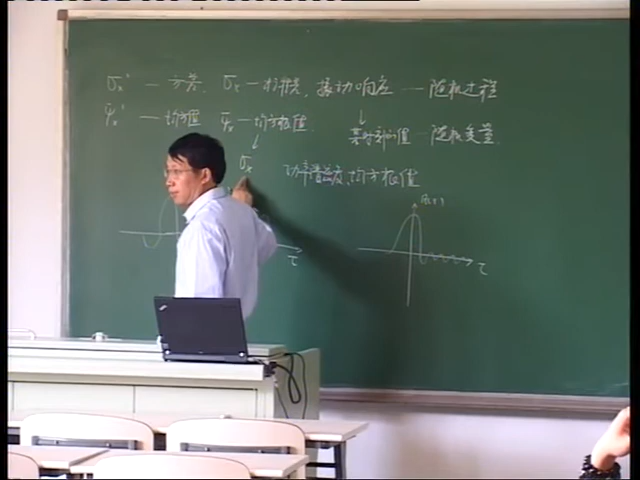 σx² — 方差. σx — 标准差. 振动响应 — 随机过程
ψx² — 均方值 ψx — 均方根值. ↓
↓ 某时刻的值 — 随机变量.
σx 功率谱密度、均方根值
τ
τ